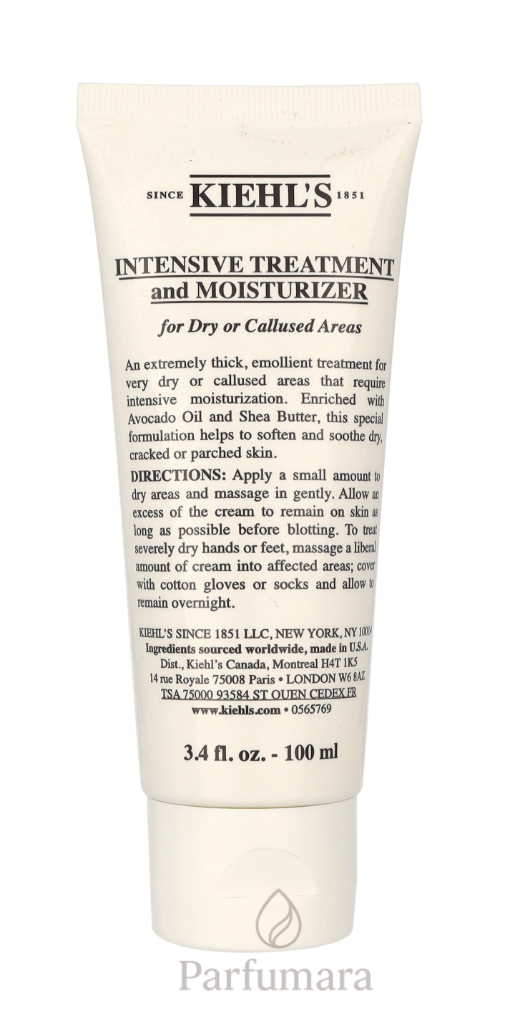 SINCE KIEHL'S 1851
INTENSIVE TREATMENT
and MOISTURIZER
for Dry or Callused Areas
An extremely thick, emollient treatment for
very dry or callused areas that require
intensive moisturization. Enriched with
Avocado Oil and Shea Butter, this special
formulation helps to soften and soothe dry,
cracked or parched skin.
DIRECTIONS: Apply a small amount to
dry areas and massage in gently. Allow an
excess of the cream to remain on skin as
long as possible before blotting. To treat
severely dry hands or feet, massage a liberal
amount of cream into affected areas; cover
with cotton gloves or socks and allow to
remain overnight.
KIEHL'S SINCE 1851 LLC, NEW YORK, NY
Ingredients sourced worldwide, made in U.S.A.
Dist., Kiehl's Canada, Montreal H4T 1K5
14 rue Royale 75008 Paris • LONDON W6 8AZ
TSA 75000 93584 ST OUEN CEDEX FR
www.kiehls.com • 0565769
3.4 fl. oz. - 100 ml
Parfumara